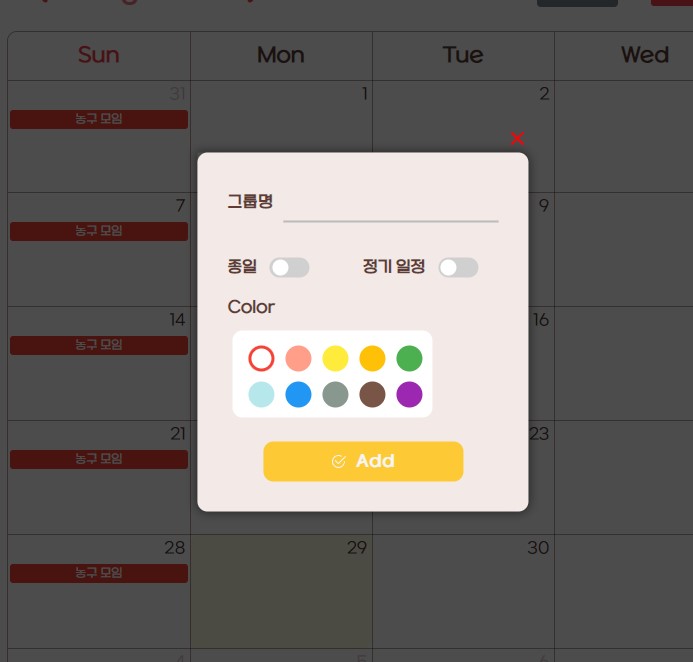 Sun Mon Tue Wed
31 1 2
농구 모임
7 9
농구 모임
14 16
농구 모임
21 23
농구 모임
28 29 30
농구 모임
그룹명
종일 정기 일정
Color
Add